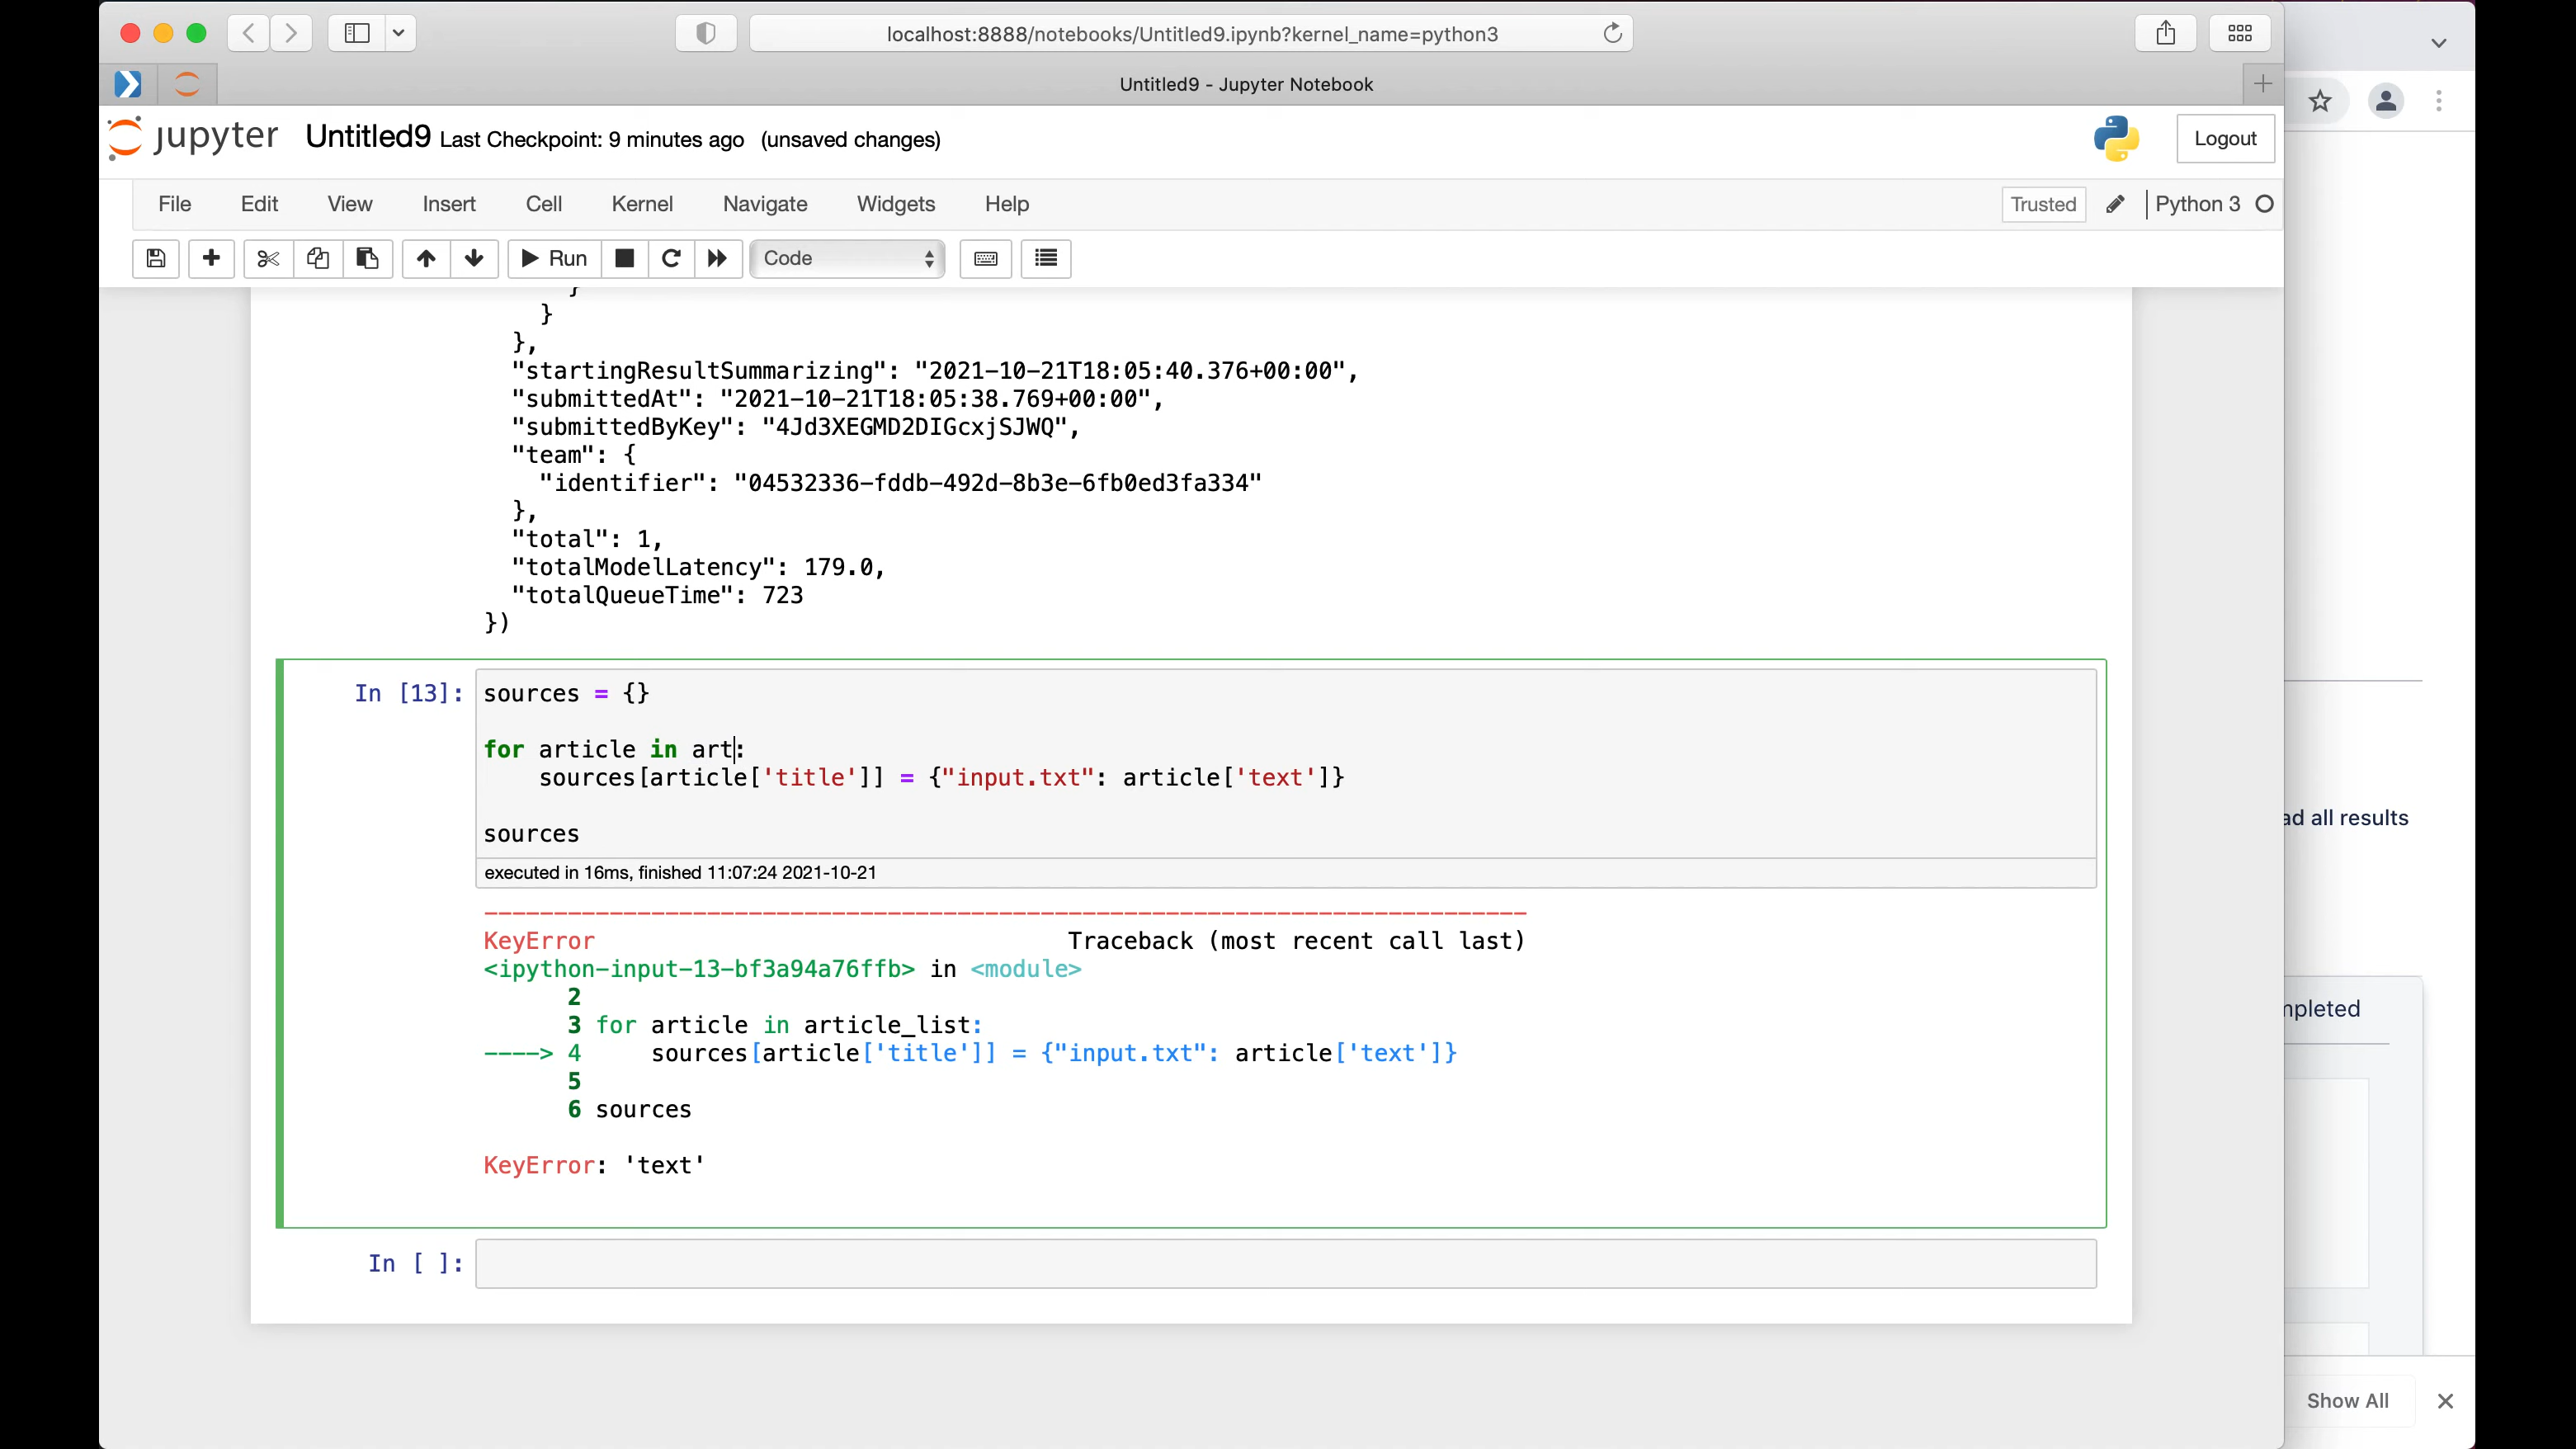 localhost:8888/notebooks/Untitled9.ipynb?kernel_name=python3
Untitled9 - Jupyter Notebook
jupyter Untitled9 Last Checkpoint: 9 minutes ago (unsaved changes)
Logout
File Edit View Insert Cell Kernel Navigate Widgets Help Trusted Python 3
Run Code
}
},
"startingResultSummarizing": "2021-10-21T18:05:40.376+00:00",
"submittedAt": "2021-10-21T18:05:38.769+00:00",
"submittedByKey": "4Jd3XEGMD2DIGcxjSJWQ",
"team": {
"identifier": "04532336-fddb-492d-8b3e-6fb0ed3fa334"
},
"total": 1,
"totalModelLatency": 179.0,
"totalQueueTime": 723
})
In [13]: sources = {}
for article in art:
sources[article['title']] = {"input.txt": article['text']}
sources
executed in 16ms, finished 11:07:24 2021-10-21
---------------------------------------------------------------------------
KeyError Traceback (most recent call last)
<ipython-input-13-bf3a94a76ffb> in <module>
2
3 for article in article_list:
----> 4 sources[article['title']] = {"input.txt": article['text']}
5
6 sources
KeyError: 'text'
In [ ]:
ad all results
mpleted
Show All